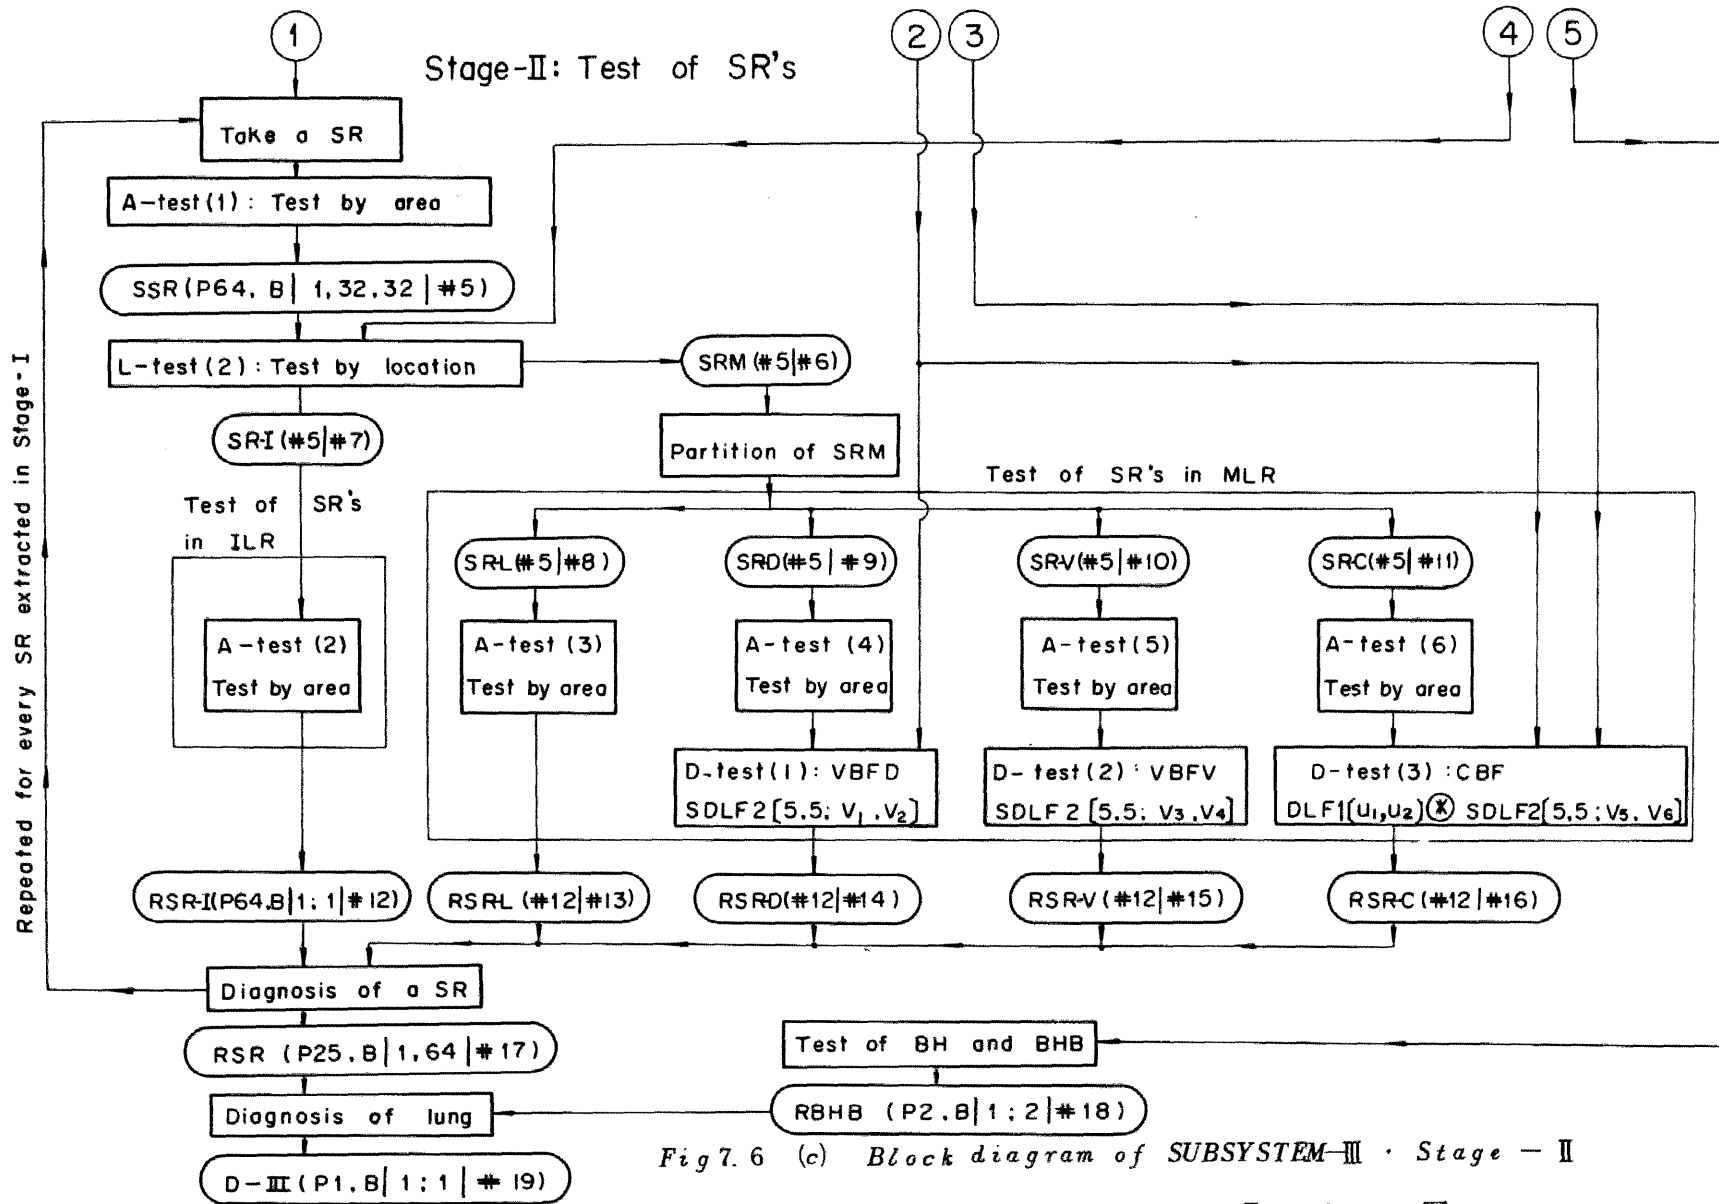 1
2
3
4
5
Stage-II: Test of SR's
Take a SR
A-test(1): Test by area
SSR(P64, B| 1,32,32 |#5)
L-test(2): Test by location
SRM (#5|#6)
SR-I (#5|#7)
Partition of SRM
Test of SR's in MLR
Test of SR's
in ILR
SR-L(#5|#8)
SR-D(#5|#9)
SR-V(#5|#10)
SR-C(#5|#11)
A-test(2)
Test by area
A-test (3)
Test by area
A-test (4)
Test by area
A-test(5)
Test by area
A-test (6)
Test by area
D-test(1): VBFD
SDLF2[5,5; V₁,V₂]
D-test(2): VBFV
SDLF2[5,5; V₃,V₄]
D-test(3):CBF
DLF1(u₁,u₂)⊛ SDLF2[5,5;V₅,V₆]
RSR-I(P64,B|1;1|#12)
RSR-L (#12|#13)
RSR-D(#12|#14)
RSR-V(#12|#15)
RSR-C(#12|#16)
Diagnosis of a SR
RSR (P25,B|1,64|#17)
Test of BH and BHB
Diagnosis of lung
RBHB (P2,B|1;2|#18)
D-III(P1,B|1;1|#19)
Repeated for every SR extracted in Stage-I
Fig 7.6 (c) Block diagram of SUBSYSTEM-III · Stage - II